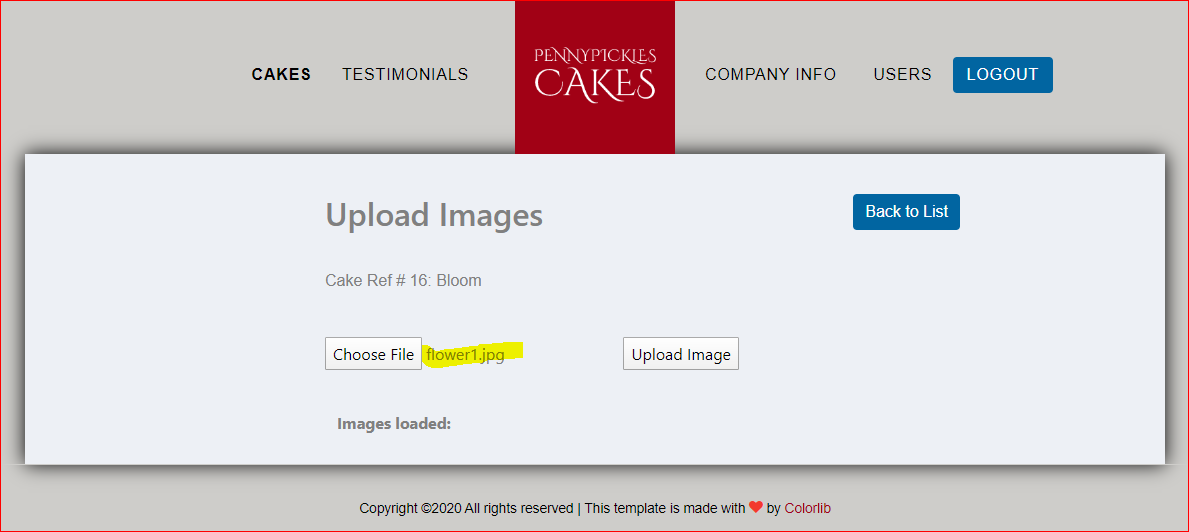 CAKES TESTIMONIALS PENNYPICKLES CAKES COMPANY INFO USERS LOGOUT
Upload Images Back to List
Cake Ref # 16: Bloom
Choose File flower1.jpg Upload Image
Images loaded:
Copyright ©2020 All rights reserved | This template is made with ❤ by Colorlib